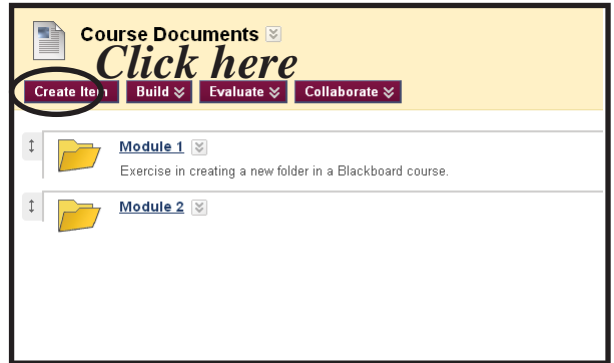 Course Documents
Click here
Create Item Build Evaluate Collaborate
Module 1
Exercise in creating a new folder in a Blackboard course.
Module 2